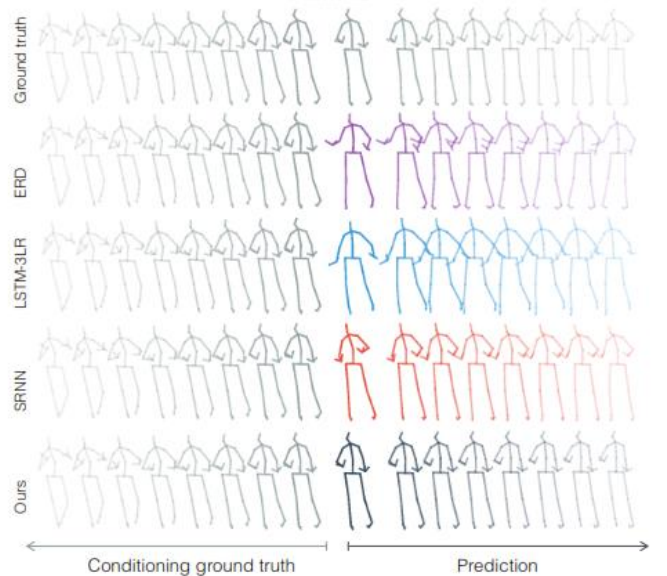 Ground truth
ERD
LSTM-3LR
SRNN
Ours
Conditioning ground truth
Prediction